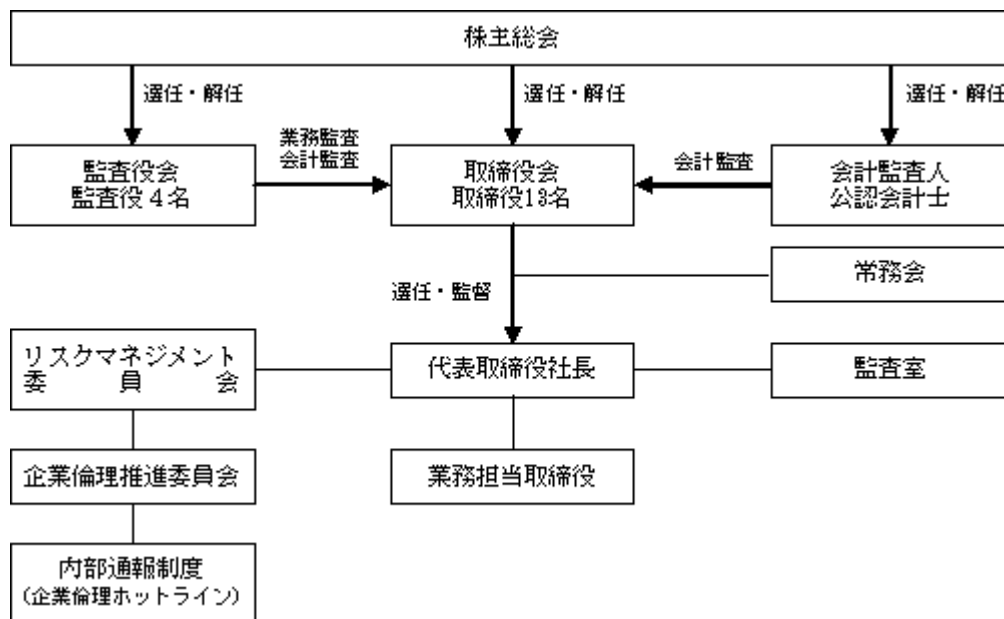 株主総会
選任・解任
選任・解任
選任・解任
監査役会
監査役４名
業務監査
会計監査
取締役会
取締役13名
会計監査
会計監査人
公認会計士
常務会
選任・監督
リスクマネジメント
委員会
代表取締役社長
監査室
企業倫理推進委員会
業務担当取締役
内部通報制度
（企業倫理ホットライン）